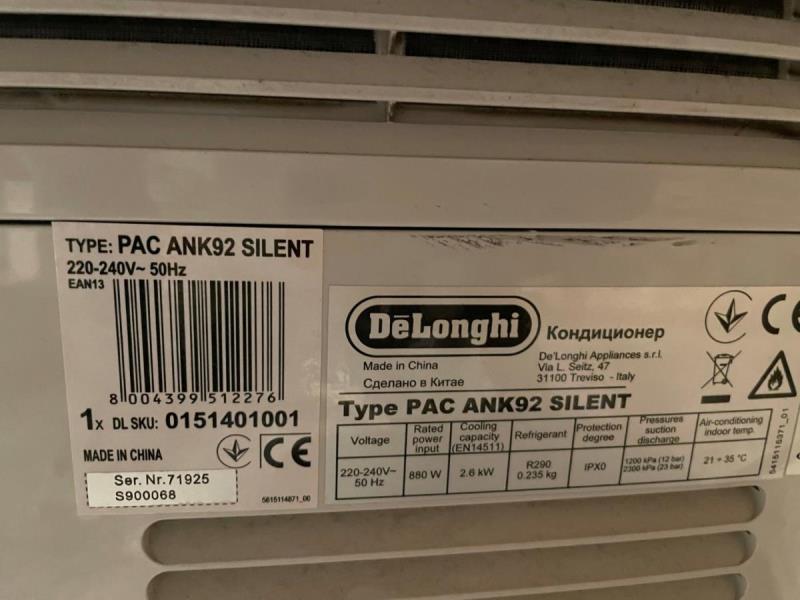 TYPE: PAC ANK92 SILENT
220-240V~ 50Hz
EAN13
8 004399 512276
1x DL SKU: 0151401001
MADE IN CHINA
CE
Ser. Nr.71925
S900068
5615114871_00
DeLonghi
Кондиционер
Made in China
Сделано в Китае
De'Longhi Appliances s.r.l.
Via L. Seitz, 47
31100 Treviso - Italy
CE
Type PAC ANK92 SILENT
Voltage
Rated power input
Cooling capacity (EN14511)
Refrigerant
Protection degree
Pressures suction discharge
Air-conditioning indoor temp.
220-240V~ 50 Hz
880 W
2.6 kW
R290 0.235 kg
IPX0
1200 kPa (12 bar) 2300 kPa (23 bar)
21 ÷ 35 °C
5415115371_01